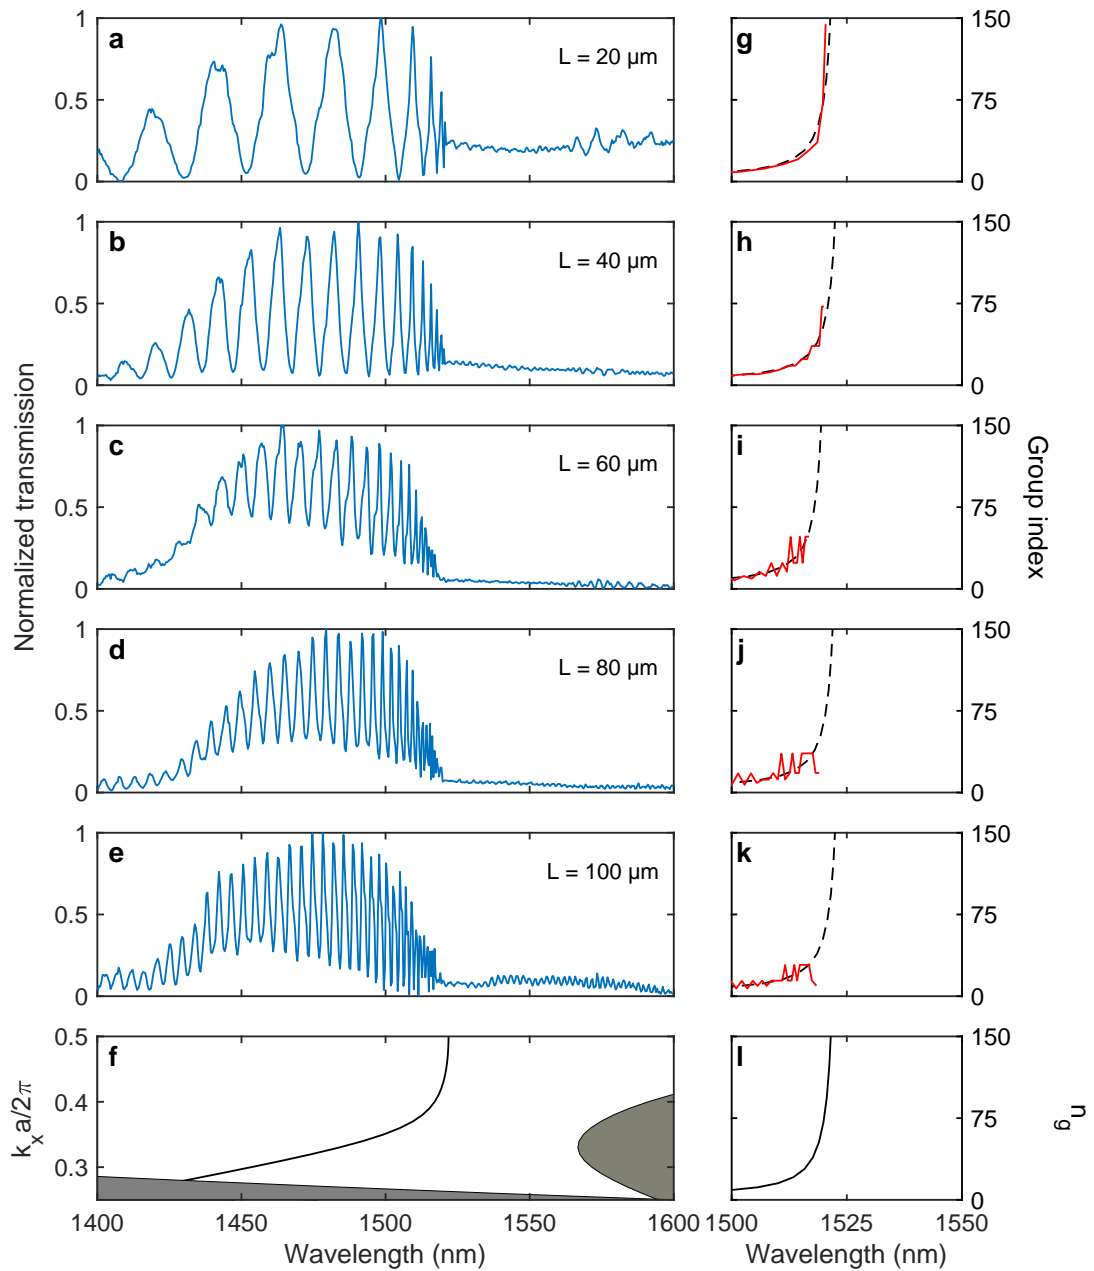 1
0.5
0
a
L = 20 µm
g
150
75
0
1
0.5
0
b
L = 40 µm
h
150
75
0
Normalized transmission
1
0.5
0
c
L = 60 µm
i
150
75
0
Group index
1
0.5
0
d
L = 80 µm
j
150
75
0
1
0.5
0
e
L = 100 µm
k
150
75
0
k_x a/2π
0.5
0.4
0.3
f
l
150
75
0
n_g
1400 1450 1500 1550 1600
Wavelength (nm)
1500 1525 1550
Wavelength (nm)